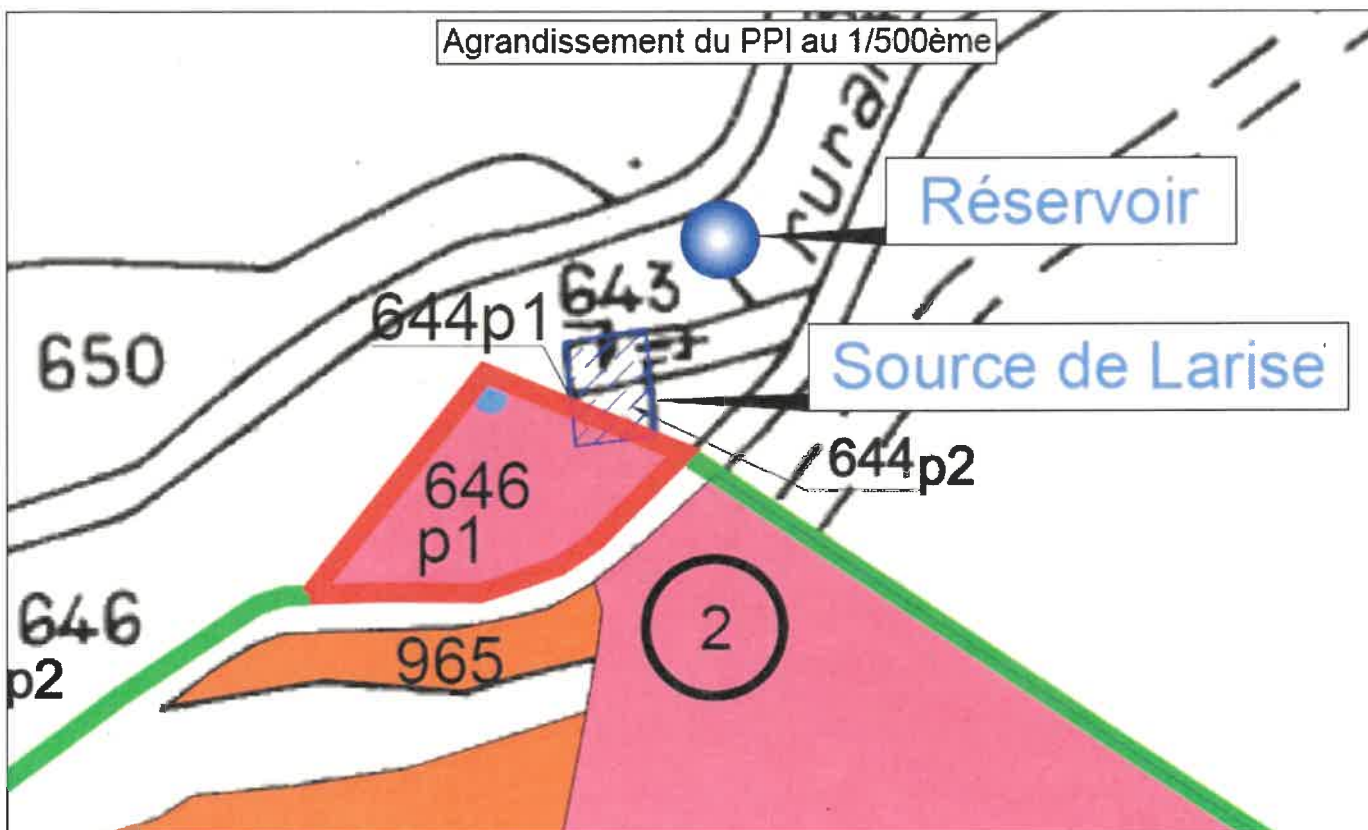 Agrandissement du PPI au 1/500ème
rural
Réservoir
643
644p1
650
Source de Larise
644p2
646
p1
646
p2
965
2